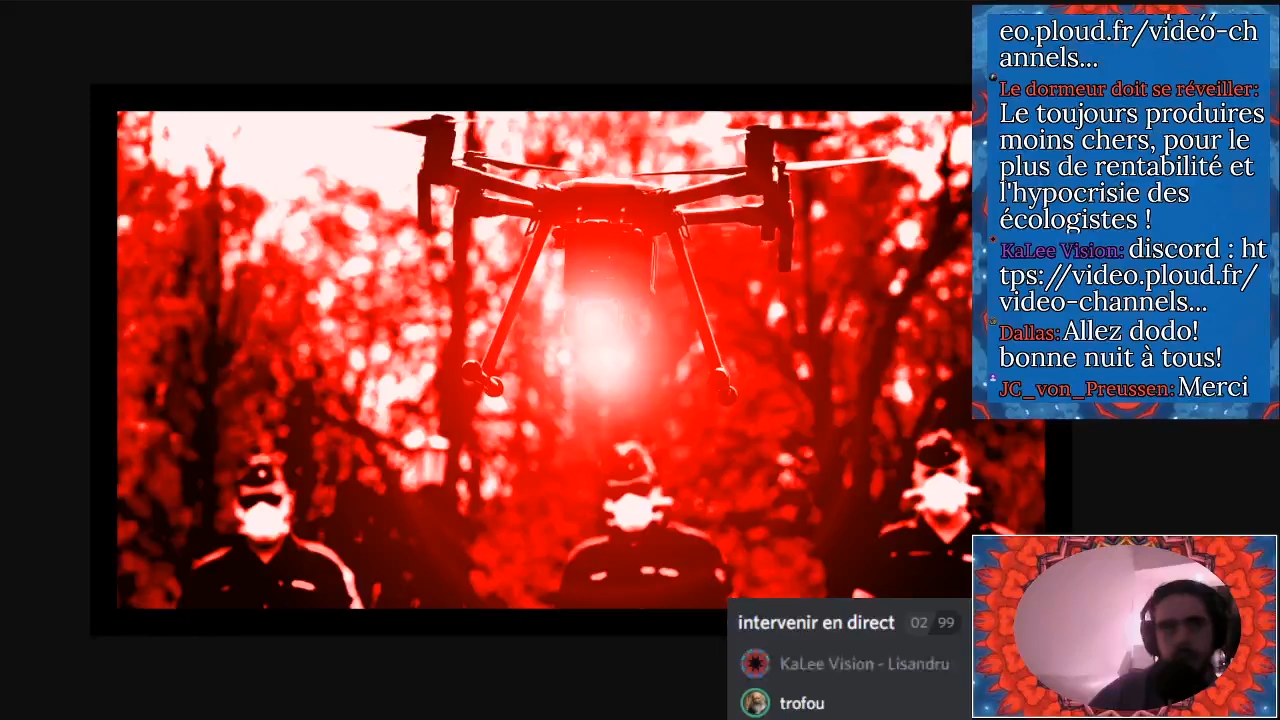 eo.ploud.fr/video-ch
annels...
Le dormeur doit se réveiller:
Le toujours produires
moins chers, pour le
plus de rentabilité et
l'hypocrisie des
écologistes !
KaLee Vision: discord : ht
tps://video.ploud.fr/
video-channels...
Dallas: Allez dodo!
bonne nuit à tous!
JC_von_Preussen: Merci
intervenir en direct 02 99
KaLee Vision - Lisandru
trofou